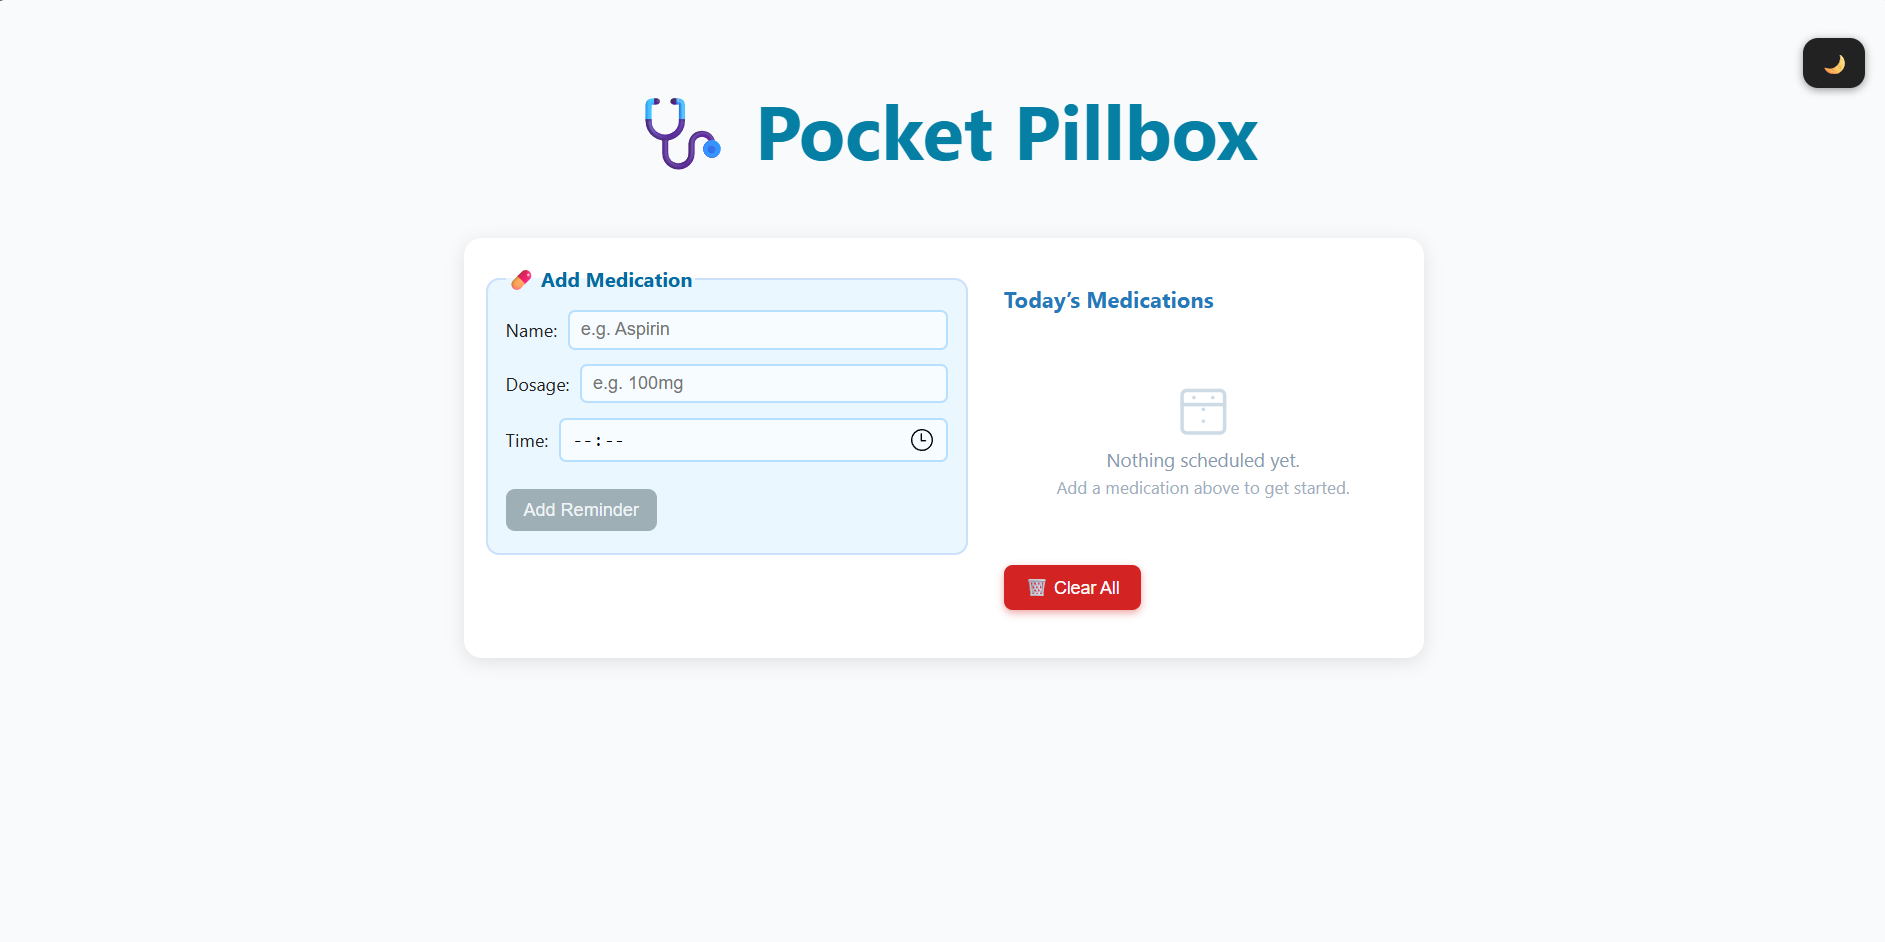 Pocket Pillbox
Add Medication
Name: e.g. Aspirin
Dosage: e.g. 100mg
Time: --:--
Add Reminder
Today’s Medications
Nothing scheduled yet.
Add a medication above to get started.
Clear All